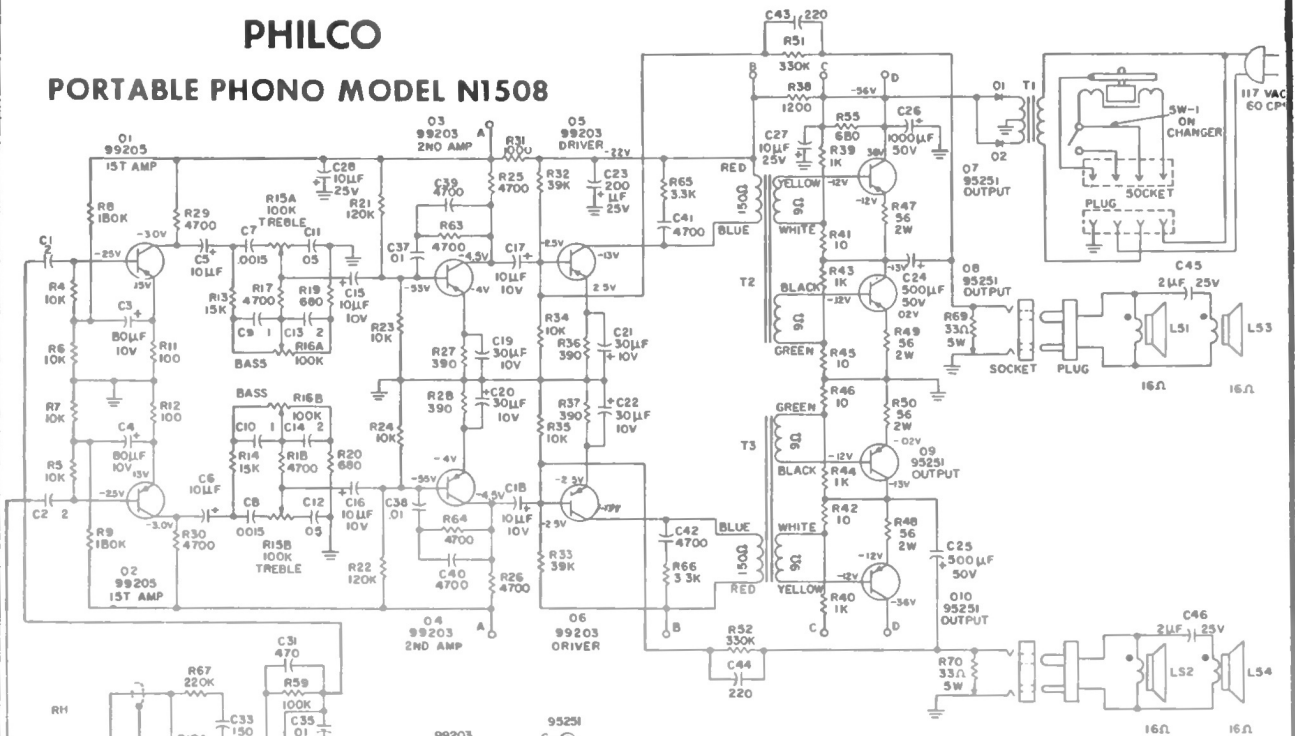 PHILCO
PORTABLE PHONO MODEL N1508
C43 220
R51
330K
B
C
D
R38
1200
-56V
C26
1000µF
50V
R55
680
C27
10µF
25V
R39
1K
D1
D2
T1
SW-1
ON
CHANGER
117 VAC
SOCKET
PLUG
Q1
99205
1ST AMP
Q3
99203
2ND AMP
A
R31
Q5
99203
DRIVER
-22V
R8
180K
R29
4700
C28
10µF
25V
R21
120K
C39
4700
R25
4700
R32
39K
C23
200
µF
25V
R65
3.3K
C41
4700
RED
150Ω
BLUE
YELLOW
-12V
WHITE
-12V
R47
56
2W
Q7
95251
OUTPUT
C1
2
-3.0V
C5
10µF
R15A
100K
TREBLE
C7
.0015
C11
05
R63
4700
C37
.01
-4.5V
C17
10µF
10V
-13V
R41
10
R4
10K
R13
15K
R17
4700
R19
680
C15
10µF
10V
-4V
T2
R43
1K
-13V
C24
500µF
50V
BLACK
-12V
Q8
95251
OUTPUT
C3
80µF
10V
C9 1
C13 2
R16A
100K
BASS
R23
10K
R34
10K
R36
390
C21
30µF
10V
R49
56
2W
R69
33Ω
5W
C45
2µF 25V
LS1
LS3
R6
10K
R11
100
R27
390
C19
30µF
10V
GREEN
R45
10
SOCKET
PLUG
16Ω
16Ω
R7
10K
R12
100
BASS
R16B
100K
R28
390
C20
30µF
10V
R37
390
C22
30µF
10V
R46
10
GREEN
R50
56
2W
C4
80µF
10V
C10 1
C14 2
R14
15K
R18
4700
R20
680
R24
10K
R35
10K
T3
BLACK
-12V
Q9
95251
OUTPUT
-13V
R44
1K
R5
10K
C2 2
C6
10µF
-3.0V
C8
.0015
C12
05
R15B
100K
TREBLE
C16
10µF
10V
C38
.01
-4V
-4.5V
C18
10µF
10V
R64
4700
R42
10
WHITE
R48
56
2W
BLUE
150Ω
RED
YELLOW
-12V
-12V
-36V
C25
500µF
50V
Q10
95251
OUTPUT
R9
180K
R30
4700
R22
120K
C40
4700
R26
4700
R33
39K
C42
4700
R66
3.3K
R40
1K
Q2
99205
1ST AMP
Q4
99203
2ND AMP
A
Q6
99203
DRIVER
B
C
D
R52
330K
C44
220
R70
33Ω
5W
C46
2µF 25V
LS2
LS4
16Ω
16Ω
C31
470
R67
220K
R59
100K
RH
C33
150
C35
.01
99203
95251